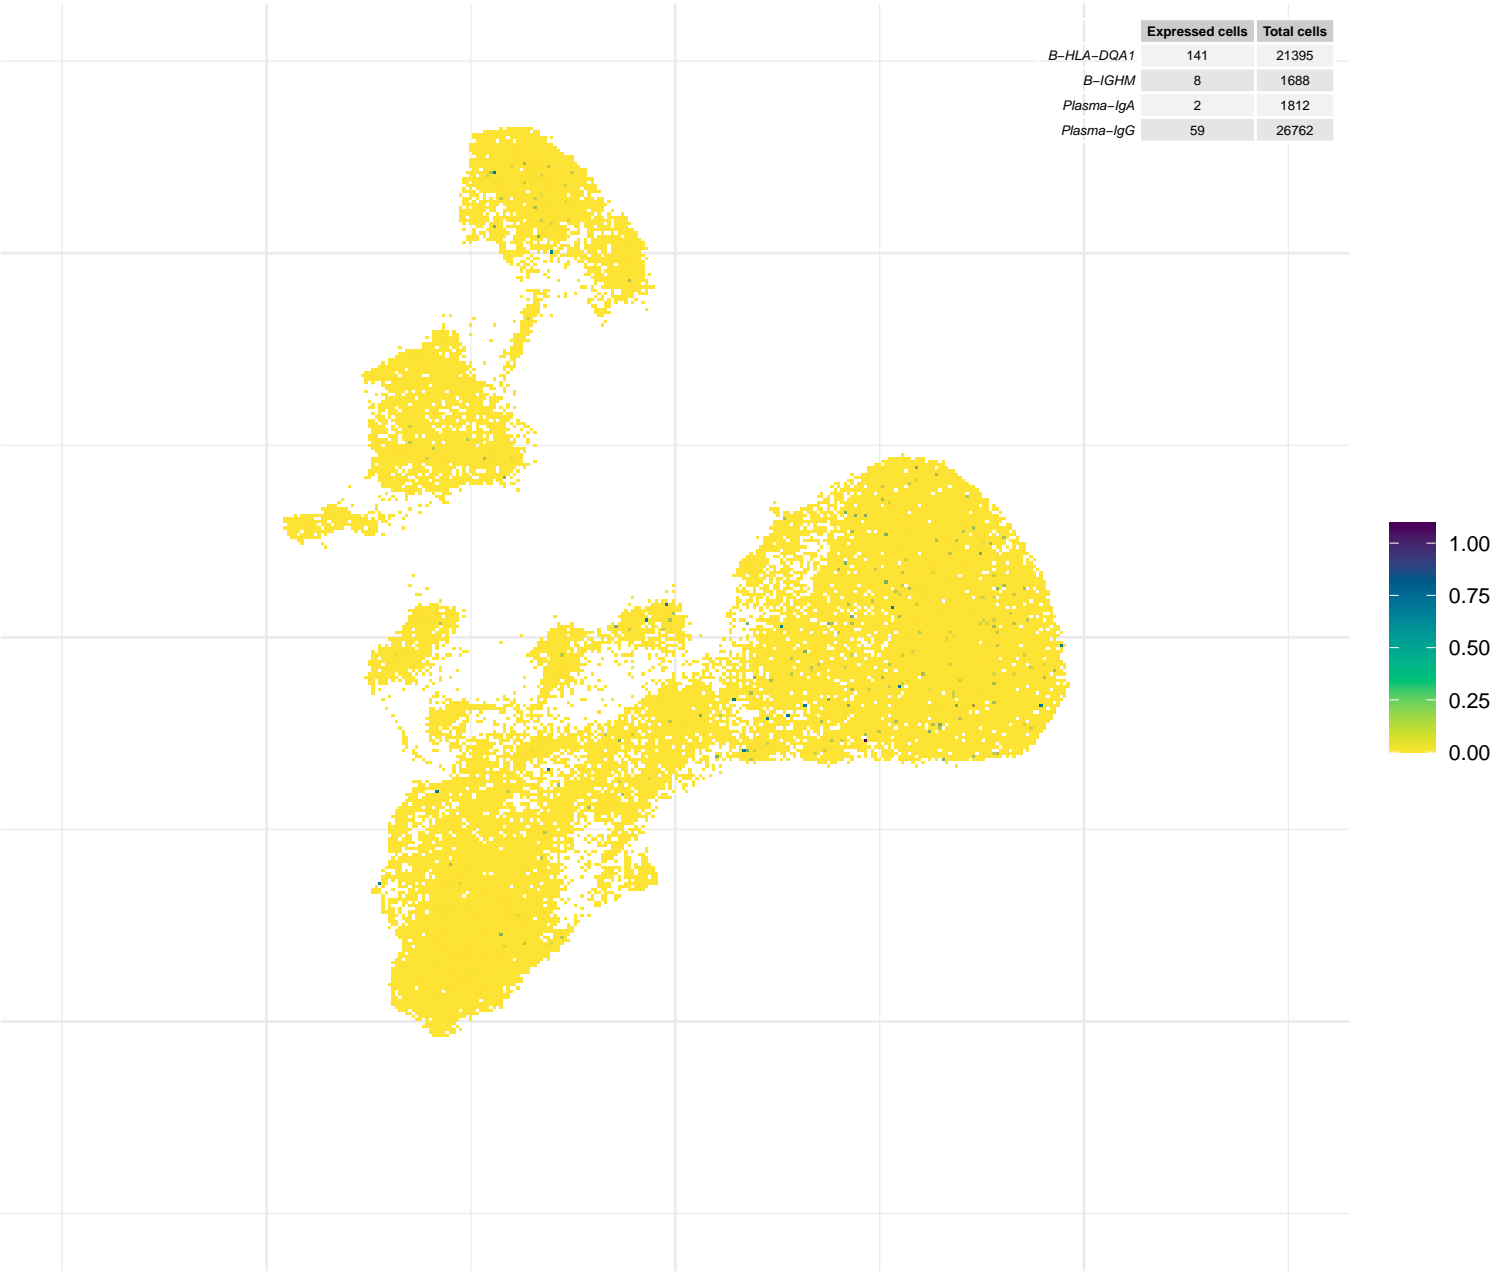 Expressed cells Total cells
B−HLA−DQA1 141 21395
B−IGHM 8 1688
Plasma−IgA 2 1812
Plasma−IgG 59 26762
1.00
0.75
0.50
0.25
0.00